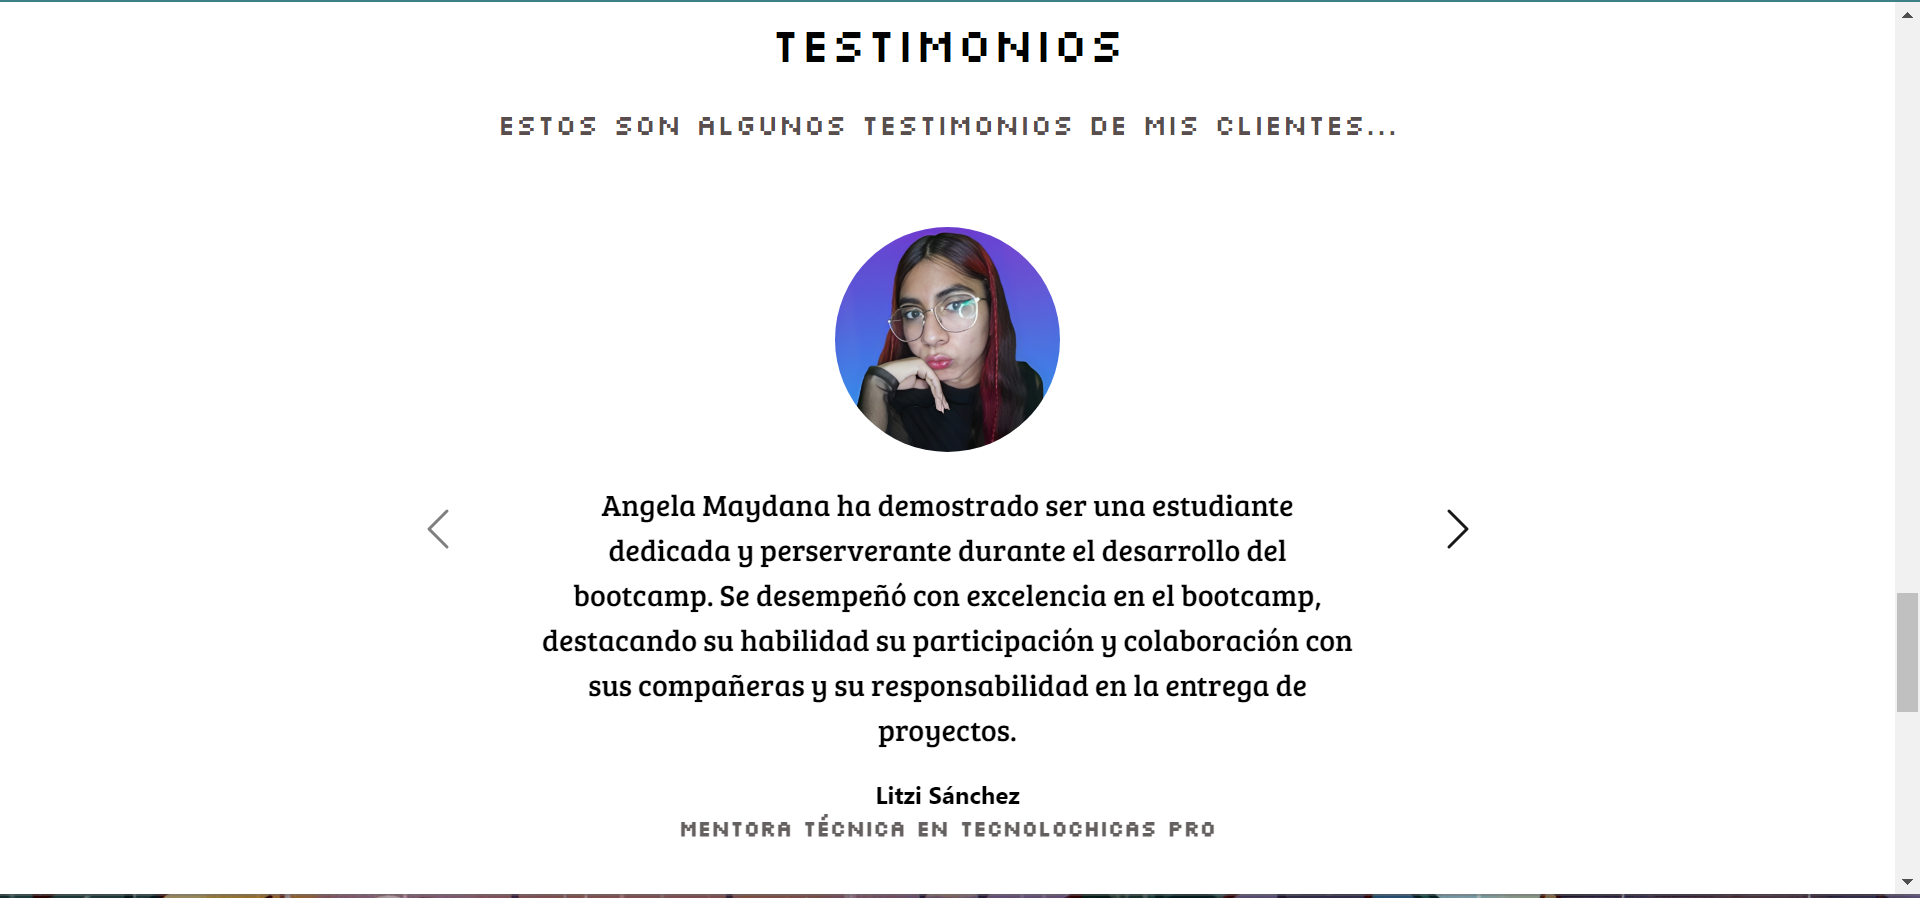 TESTIMONIOS
ESTOS SON ALGUNOS TESTIMONIOS DE MIS CLIENTES...
Angela Maydana ha demostrado ser una estudiante
dedicada y perserverante durante el desarrollo del
bootcamp. Se desempeñó con excelencia en el bootcamp,
destacando su habilidad su participación y colaboración con
sus compañeras y su responsabilidad en la entrega de
proyectos.
Litzi Sánchez
MENTORA TÉCNICA EN TECNOLOCHICAS PRO